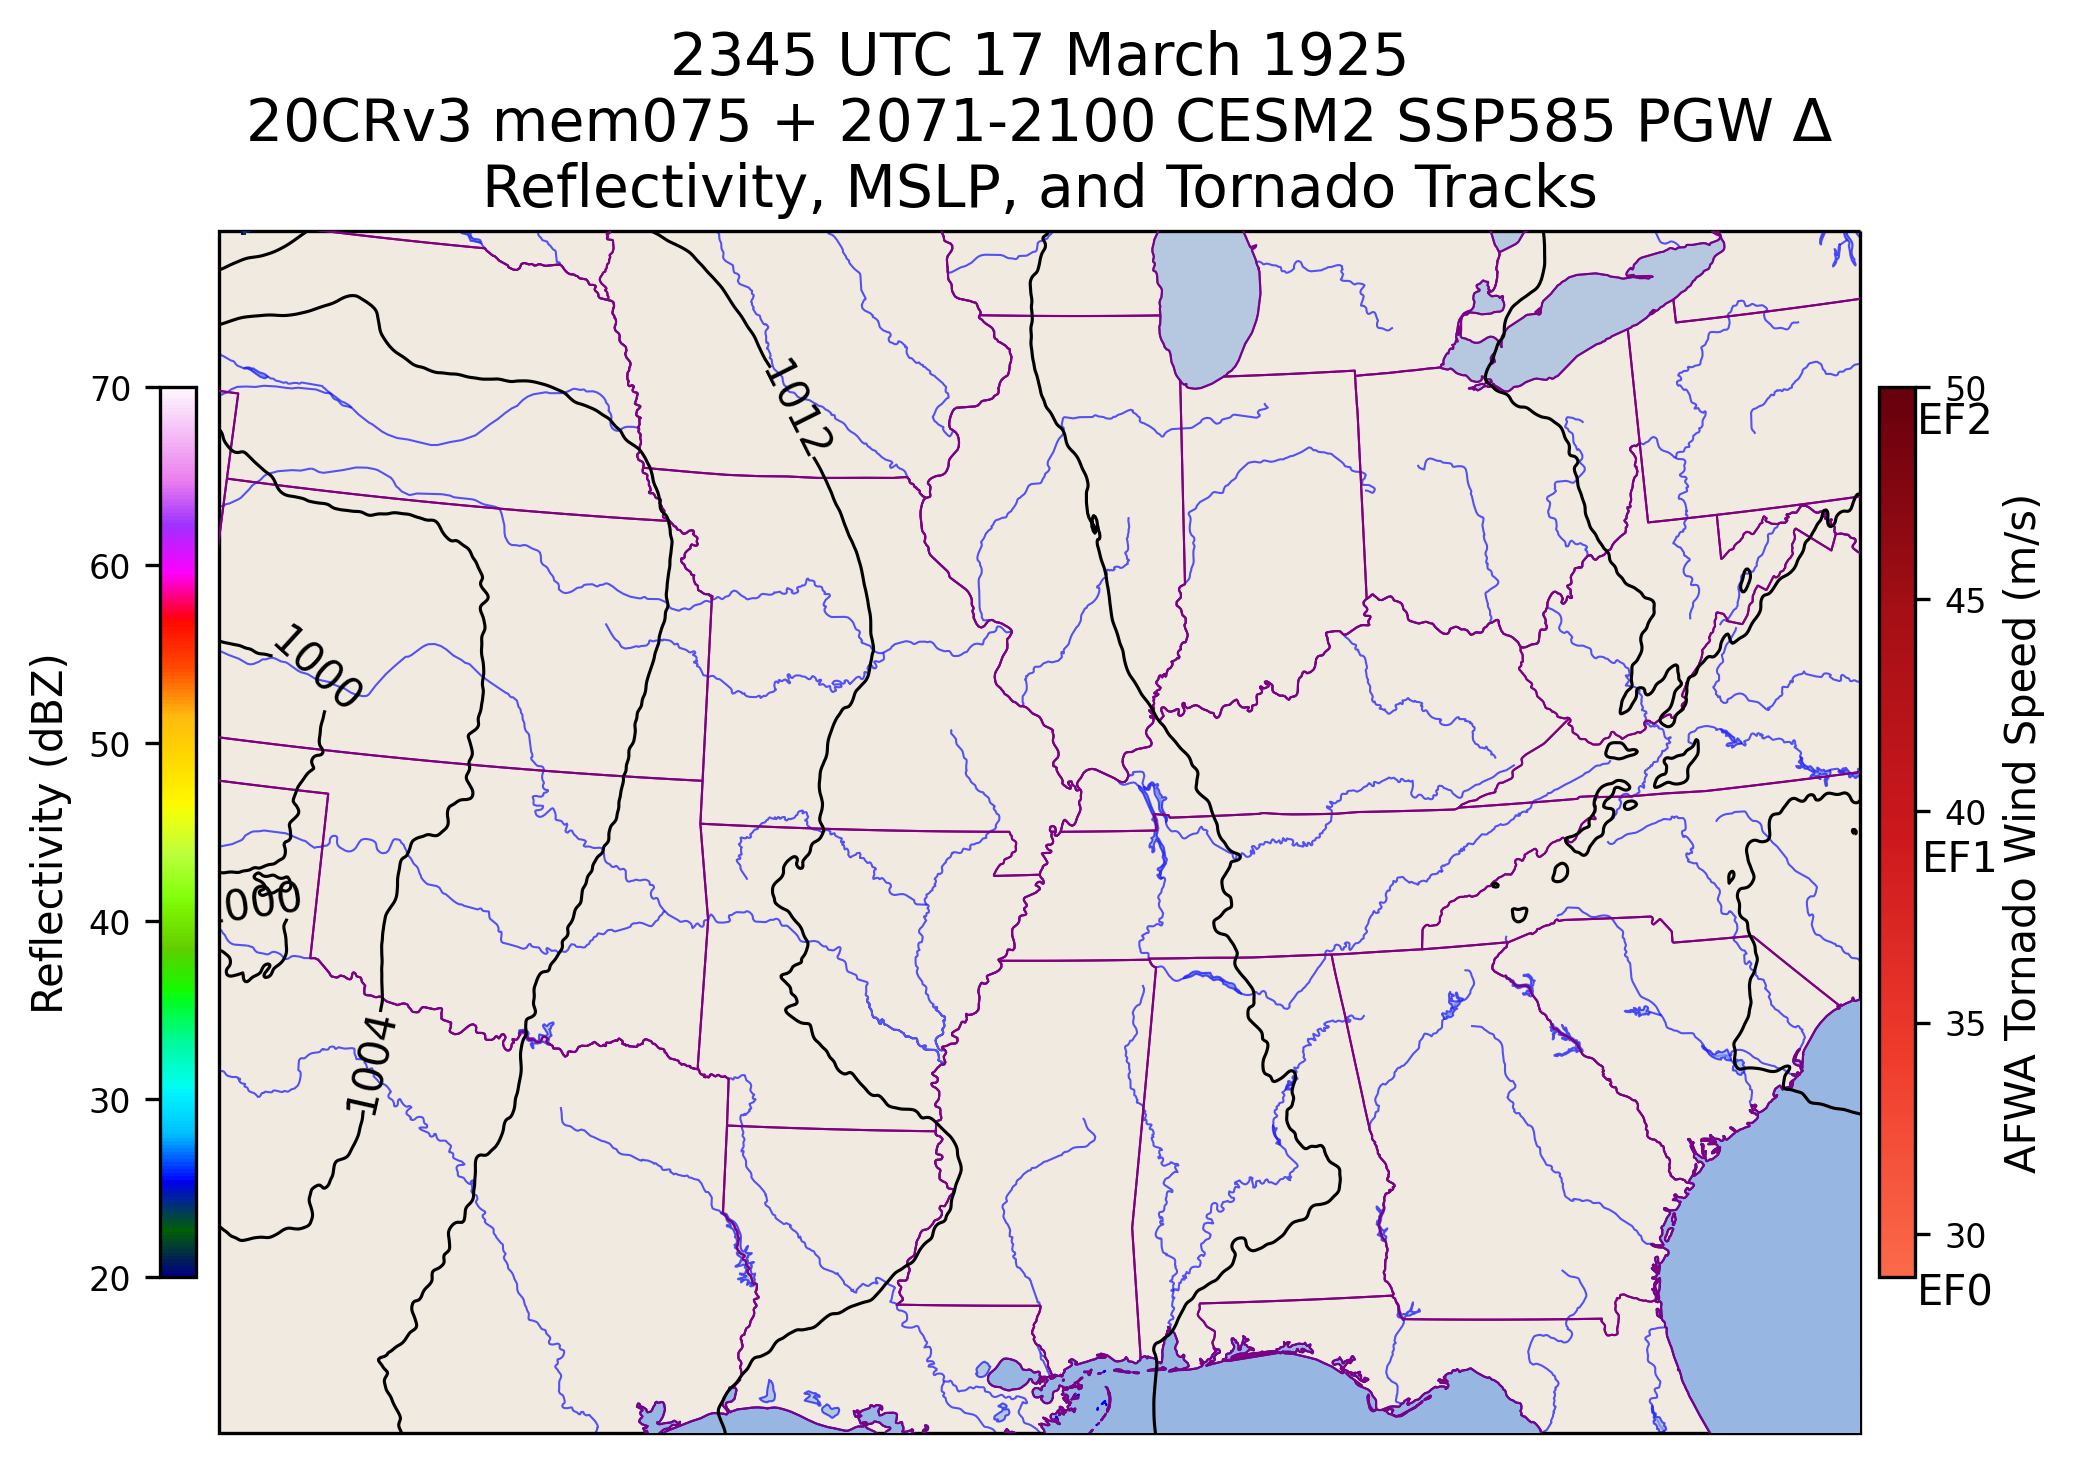 2345 UTC 17 March 1925
20CRv3 mem075 + 2071-2100 CESM2 SSP585 PGW Δ
Reflectivity, MSLP, and Tornado Tracks
70
60
50
40
30
20
Reflectivity (dBZ)
1012
1000
000
1004
50
EF2
45
40
EF1
35
30
EF0
AFWA Tornado Wind Speed (m/s)